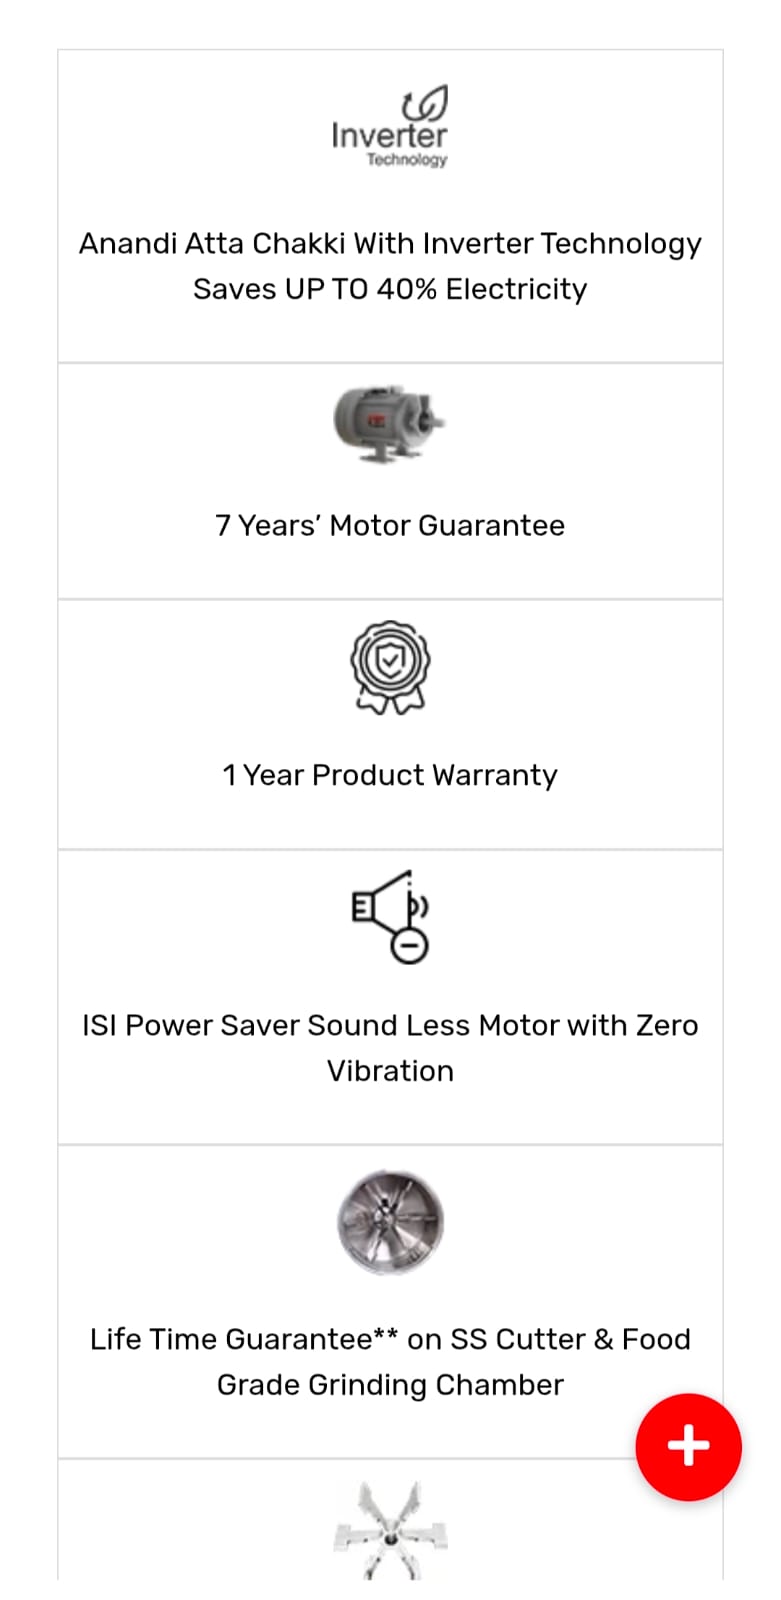 Inverter
Technology
Anandi Atta Chakki With Inverter Technology
Saves UP TO 40% Electricity
7 Years’ Motor Guarantee
1 Year Product Warranty
ISI Power Saver Sound Less Motor with Zero
Vibration
Life Time Guarantee** on SS Cutter & Food
Grade Grinding Chamber